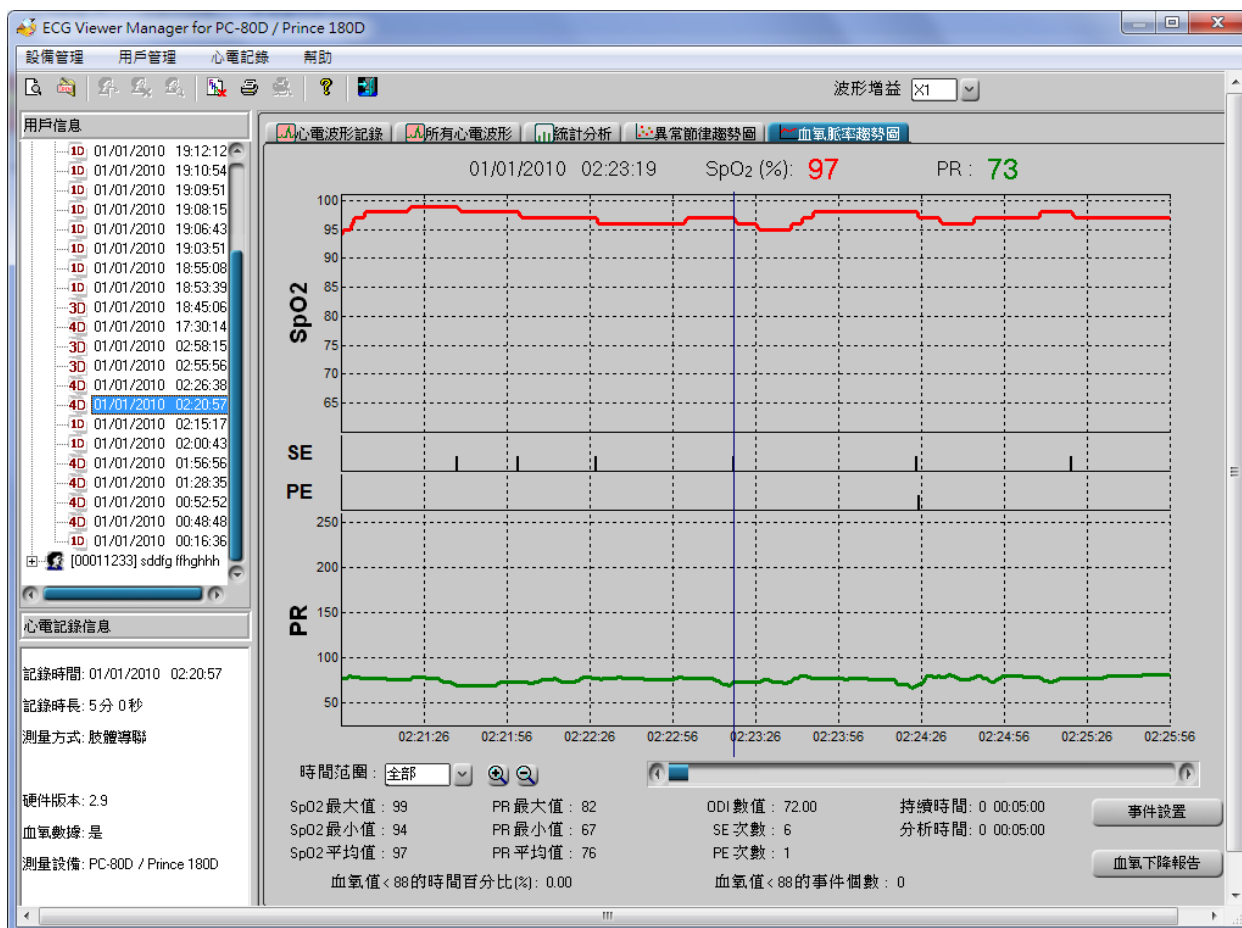 ECG Viewer Manager for PC-80D / Prince 180D
設備管理 用戶管理 心電記錄 幫助
波形增益 X1
用戶信息
1D 01/01/2010 19:12:12
1D 01/01/2010 19:10:54
1D 01/01/2010 19:09:51
1D 01/01/2010 19:08:15
1D 01/01/2010 19:06:43
1D 01/01/2010 19:03:51
1D 01/01/2010 18:55:08
1D 01/01/2010 18:53:39
3D 01/01/2010 18:45:06
4D 01/01/2010 17:30:14
3D 01/01/2010 02:58:15
3D 01/01/2010 02:55:56
4D 01/01/2010 02:26:38
4D 01/01/2010 02:20:57
1D 01/01/2010 02:15:17
1D 01/01/2010 02:00:43
4D 01/01/2010 01:56:56
4D 01/01/2010 01:28:35
4D 01/01/2010 00:52:52
4D 01/01/2010 00:48:48
1D 01/01/2010 00:16:36
[00011233] sddfg ffhghhh
心電記錄信息
記錄時間: 01/01/2010 02:20:57
記錄時長: 5分 0秒
測量方式: 肢體導聯
硬件版本: 2.9
血氧數據: 是
測量設備: PC-80D / Prince 180D
心電波形記錄 所有心電波形 統計分析 異常節律趨勢圖 血氧脈率趨勢圖
01/01/2010 02:23:19 SpO2 (%): 97 PR : 73
SpO2
100
95
90
85
80
75
70
65
SE
PE
PR
250
200
150
100
50
02:21:26 02:21:56 02:22:26 02:22:56 02:23:26 02:23:56 02:24:26 02:24:56 02:25:26 02:25:56
時間范圍 : 全部
SpO2最大值 : 99 PR最大值 : 82 ODI數值 : 72.00 持續時間: 0 00:05:00
SpO2最小值 : 94 PR最小值 : 67 SE次數 : 6 分析時間: 0 00:05:00
SpO2平均值 : 97 PR平均值 : 76 PE次數 : 1
血氧值<88的時間百分比(%): 0.00 血氧值<88的事件個數 : 0
事件設置
血氧下降報告